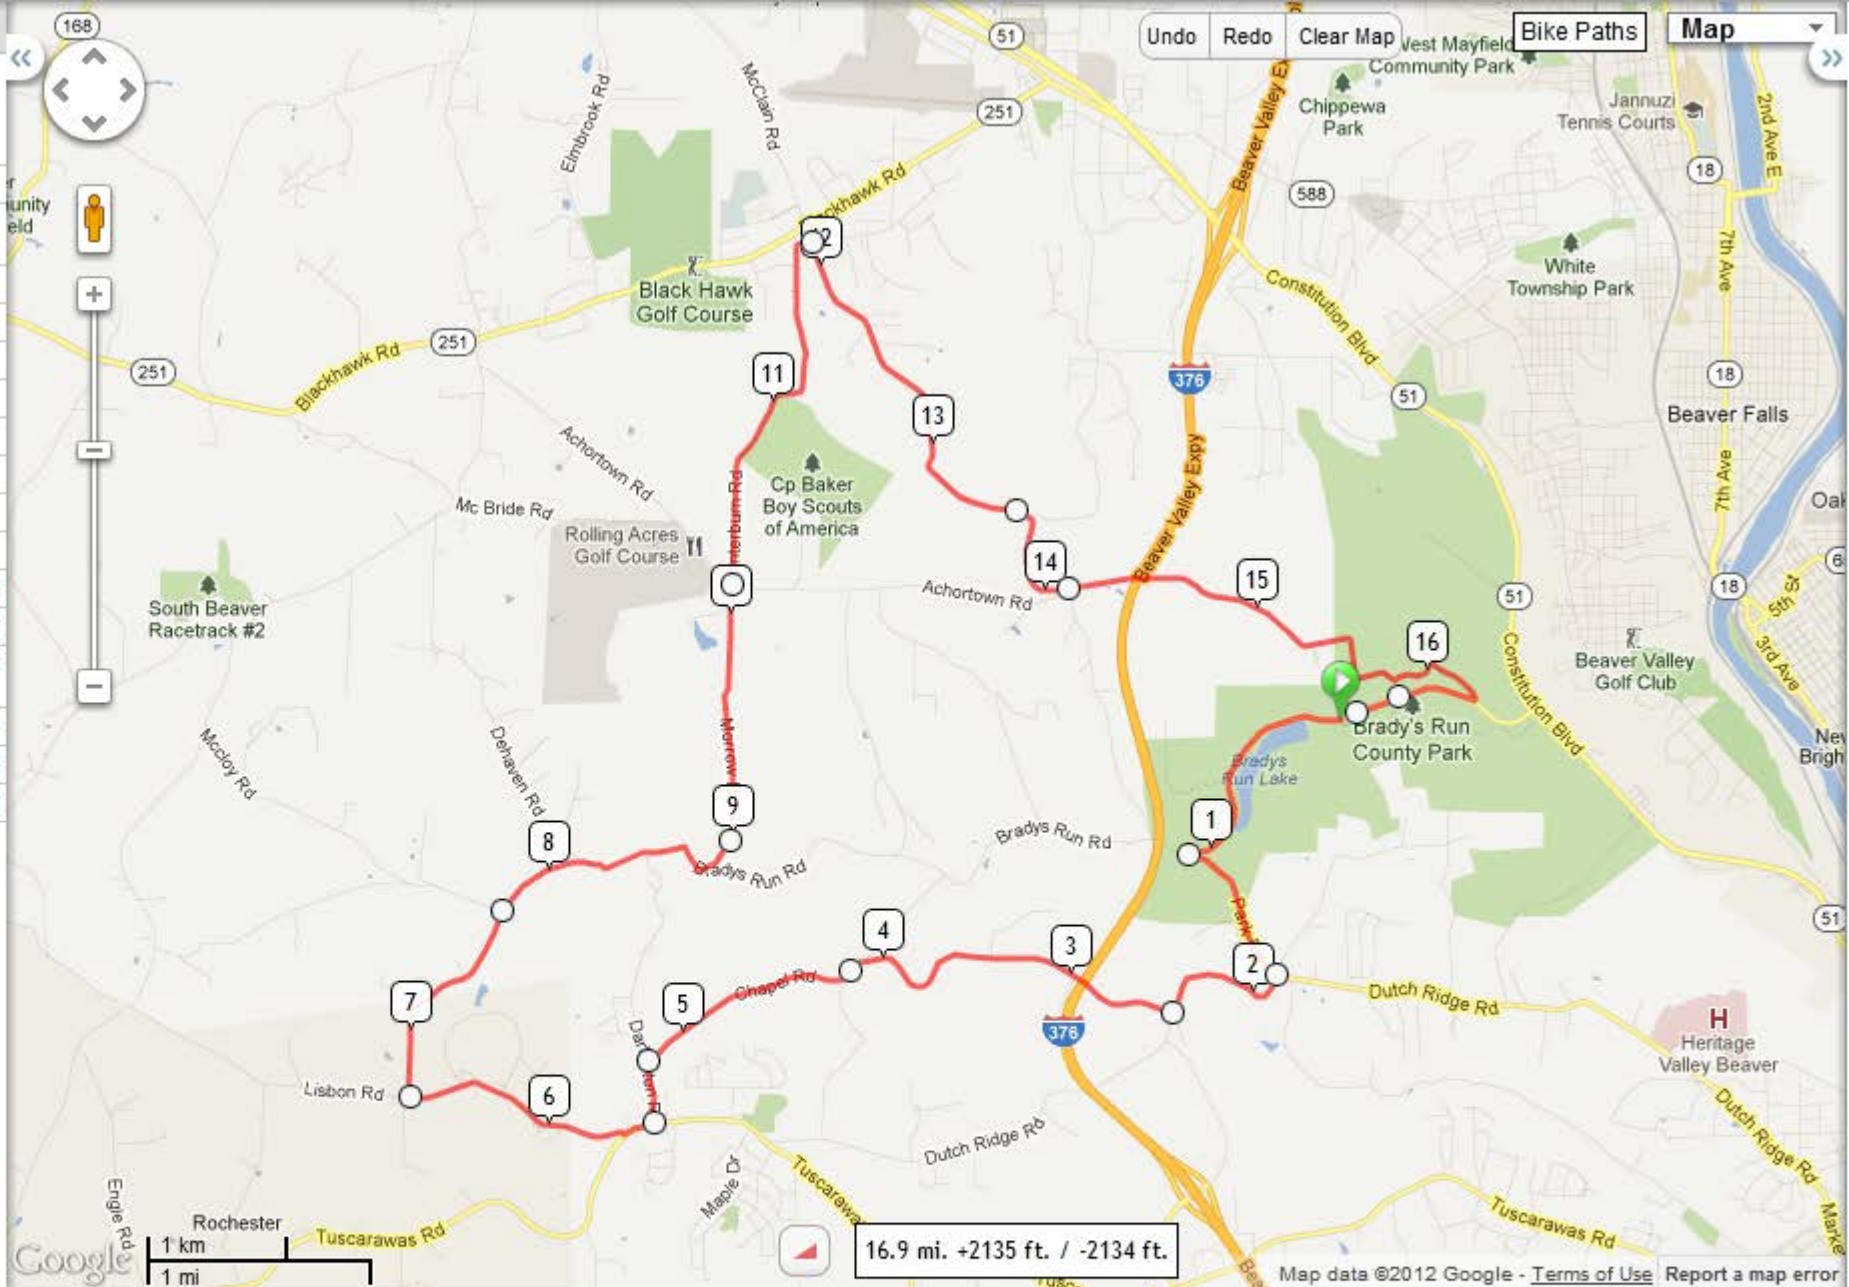 168
51
Undo
Redo
Clear Map
West Mayfield
Community Park
Bike Paths
Map
Elmbrook Rd
McClain Rd
251
Beaver Valley
Chippewa
Park
Jannuzi
Tennis Courts
2nd Ave E
588
18
7th Ave
White
Township Park
Black Hawk
Golf Course
Constitution Blvd
251
251
Blackhawk Rd
11
376
51
18
Beaver Falls
13
Achortown Rd
Mc Bride Rd
Cp Baker
Boy Scouts
of America
Beaver Valley Expy
7th Ave
Rolling Acres
Golf Course
14
15
Achortown Rd
51
18
5th St
South Beaver
Racetrack #2
16
Beaver Valley
Golf Club
3rd Ave
Constitution Blvd
Brady's Run
County Park
Mccloy Rd
Dehaven Rd
Morrow
Bradys
Run Lake
9
1
8
Bradys Run Rd
Bradys Run Rd
Park
51
4
3
2
Chapel Rd
5
7
Dutch Ridge Rd
376
H
Heritage
Valley Beaver
Lisbon Rd
6
Dutch Ridge Rd
Dutch Ridge Rd
Maple Dr
Engle Rd
Rochester
Tuscarawas Rd
Tuscarawas Rd
Google
1 km
1 mi
16.9 mi. +2135 ft. / -2134 ft.
Map data ©2012 Google - Terms of Use
Report a map error